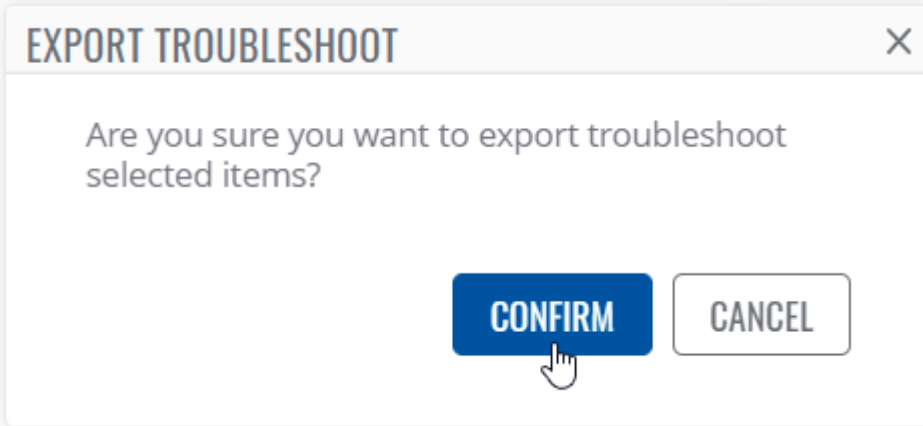 EXPORT TROUBLESHOOT
Are you sure you want to export troubleshoot
selected items?
CONFIRM
CANCEL